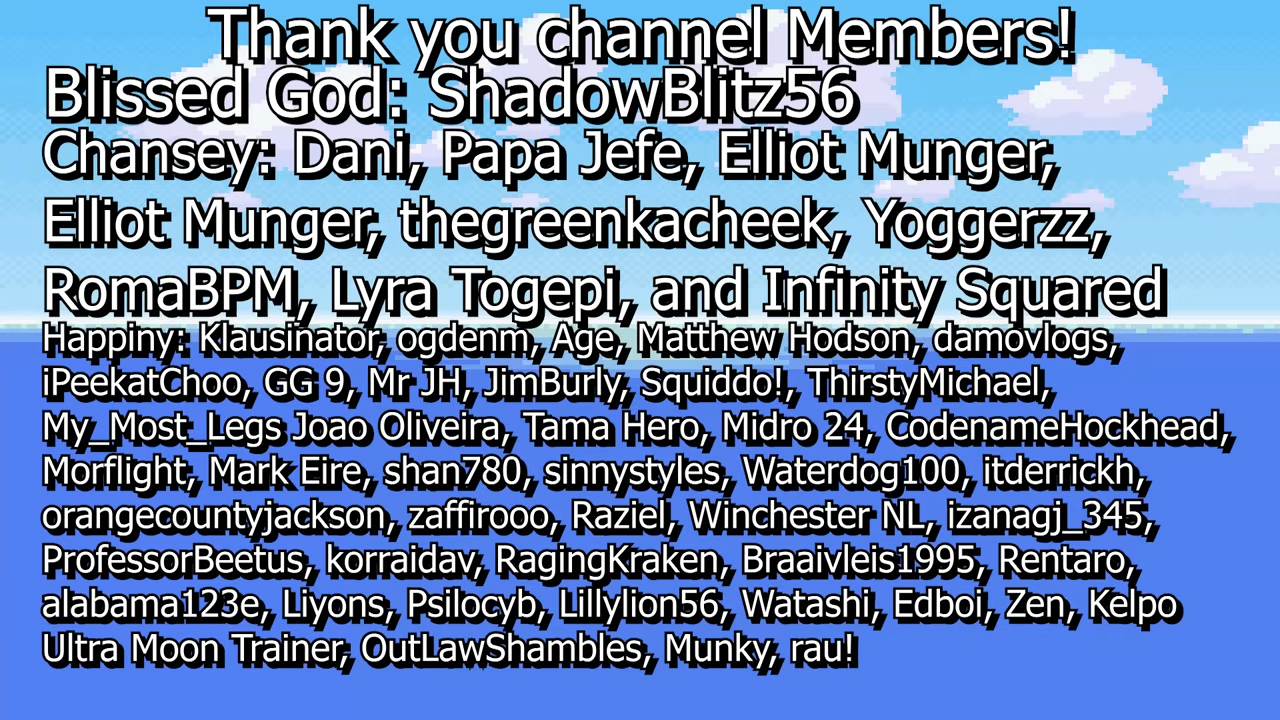 Thank you channel Members!
Blissed God: ShadowBlitz56
Chansey: Dani, Papa Jefe, Elliot Munger,
Elliot Munger, thegreenkacheek, Yoggerzz,
RomaBPM, Lyra Togepi, and Infinity Squared
Happiny: Klausinator, ogdenm, Age, Matthew Hodson, damovlogs,
iPeekatChoo, GG 9, Mr JH, JimBurly, Squiddo!, ThirstyMichael,
My_Most_Legs Joao Oliveira, Tama Hero, Midro 24, CodenameHockhead,
Morflight, Mark Eire, shan780, sinnystyles, Waterdog100, itderrickh,
orangecountyjackson, zaffirooo, Raziel, Winchester NL, izanagj_345,
ProfessorBeetus, korraidav, RagingKraken, Braaivleis1995, Rentaro,
alabama123e, Liyons, Psilocyb, Lillylion56, Watashi, Edboi, Zen, Kelpo
Ultra Moon Trainer, OutLawShambles, Munky, rau!